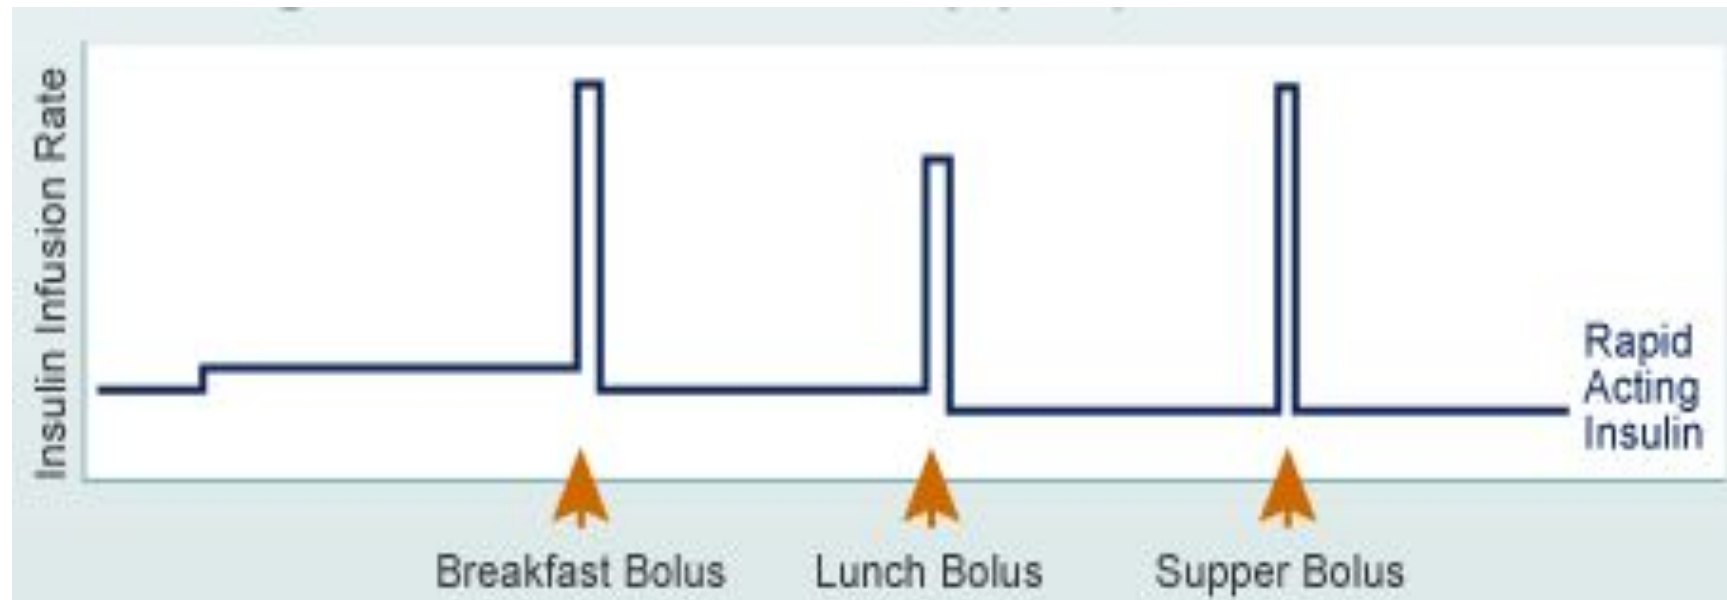 Insulin Infusion Rate
Rapid
Acting
Insulin
Breakfast Bolus
Lunch Bolus
Supper Bolus